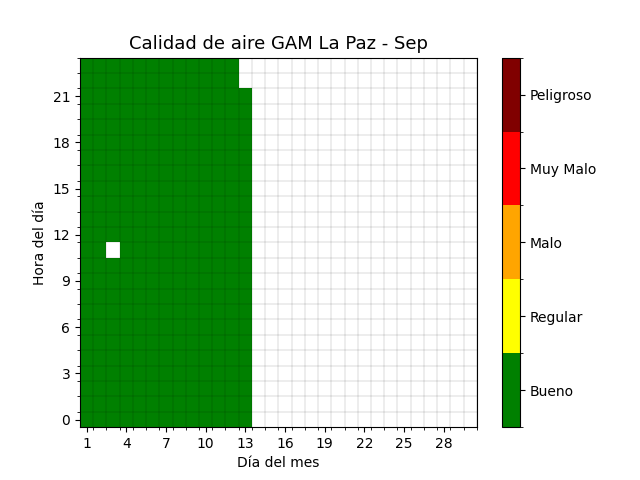 Calidad de aire GAM La Paz - Sep
Hora del día
21
18
15
12
9
6
3
0
1 4 7 10 13 16 19 22 25 28
Día del mes
Peligroso
Muy Malo
Malo
Regular
Bueno